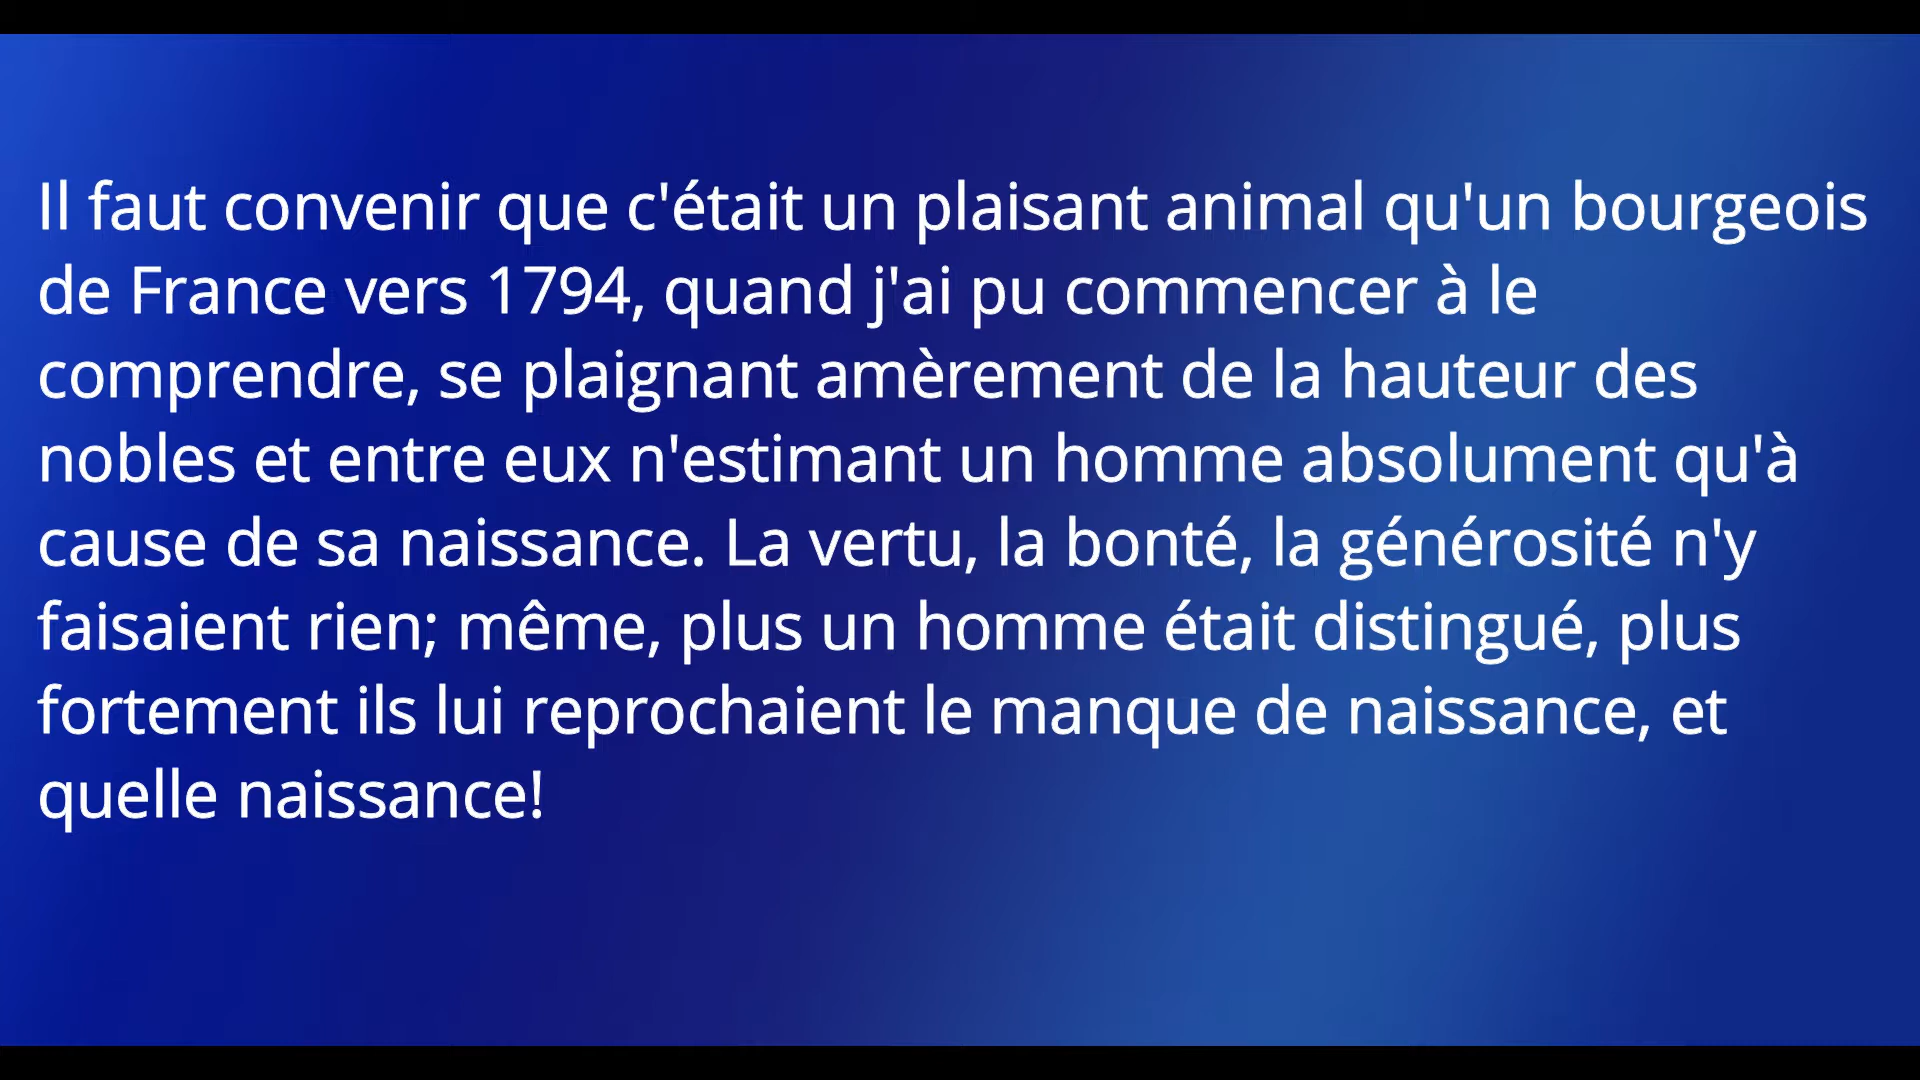 Il faut convenir que c'était un plaisant animal qu'un bourgeois
de France vers 1794, quand j'ai pu commencer à le
comprendre, se plaignant amèrement de la hauteur des
nobles et entre eux n'estimant un homme absolument qu'à
cause de sa naissance. La vertu, la bonté, la générosité n'y
faisaient rien; même, plus un homme était distingué, plus
fortement ils lui reprochaient le manque de naissance, et
quelle naissance!